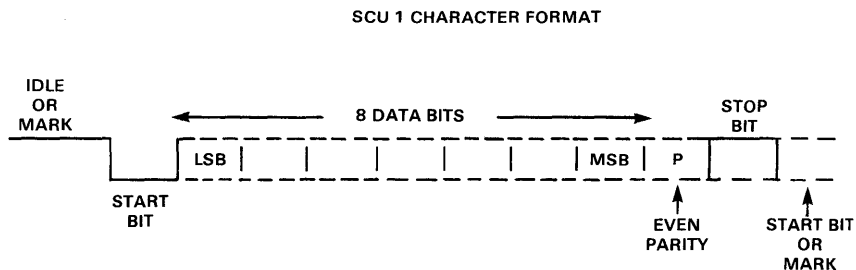 SCU 1 CHARACTER FORMAT
IDLE
OR
MARK
8 DATA BITS
STOP
BIT
LSB
MSB
P
START
BIT
EVEN
PARITY
START BIT
OR
MARK